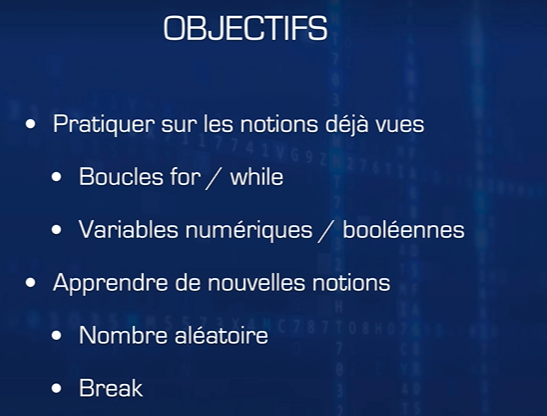 OBJECTIFS
• Pratiquer sur les notions déjà vues
• Boucles for / while
• Variables numériques / booléennes
• Apprendre de nouvelles notions
• Nombre aléatoire
• Break